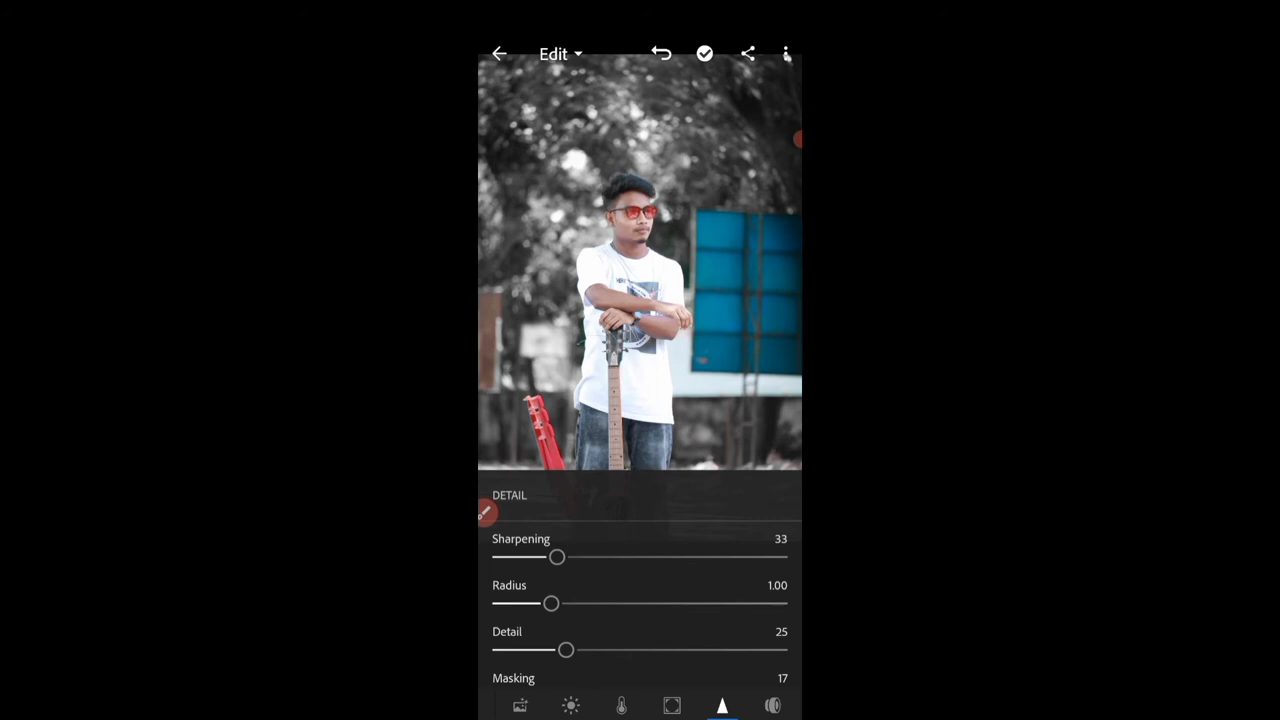 Edit
DETAIL
Sharpening 33
Radius 1.00
Detail 25
Masking 17